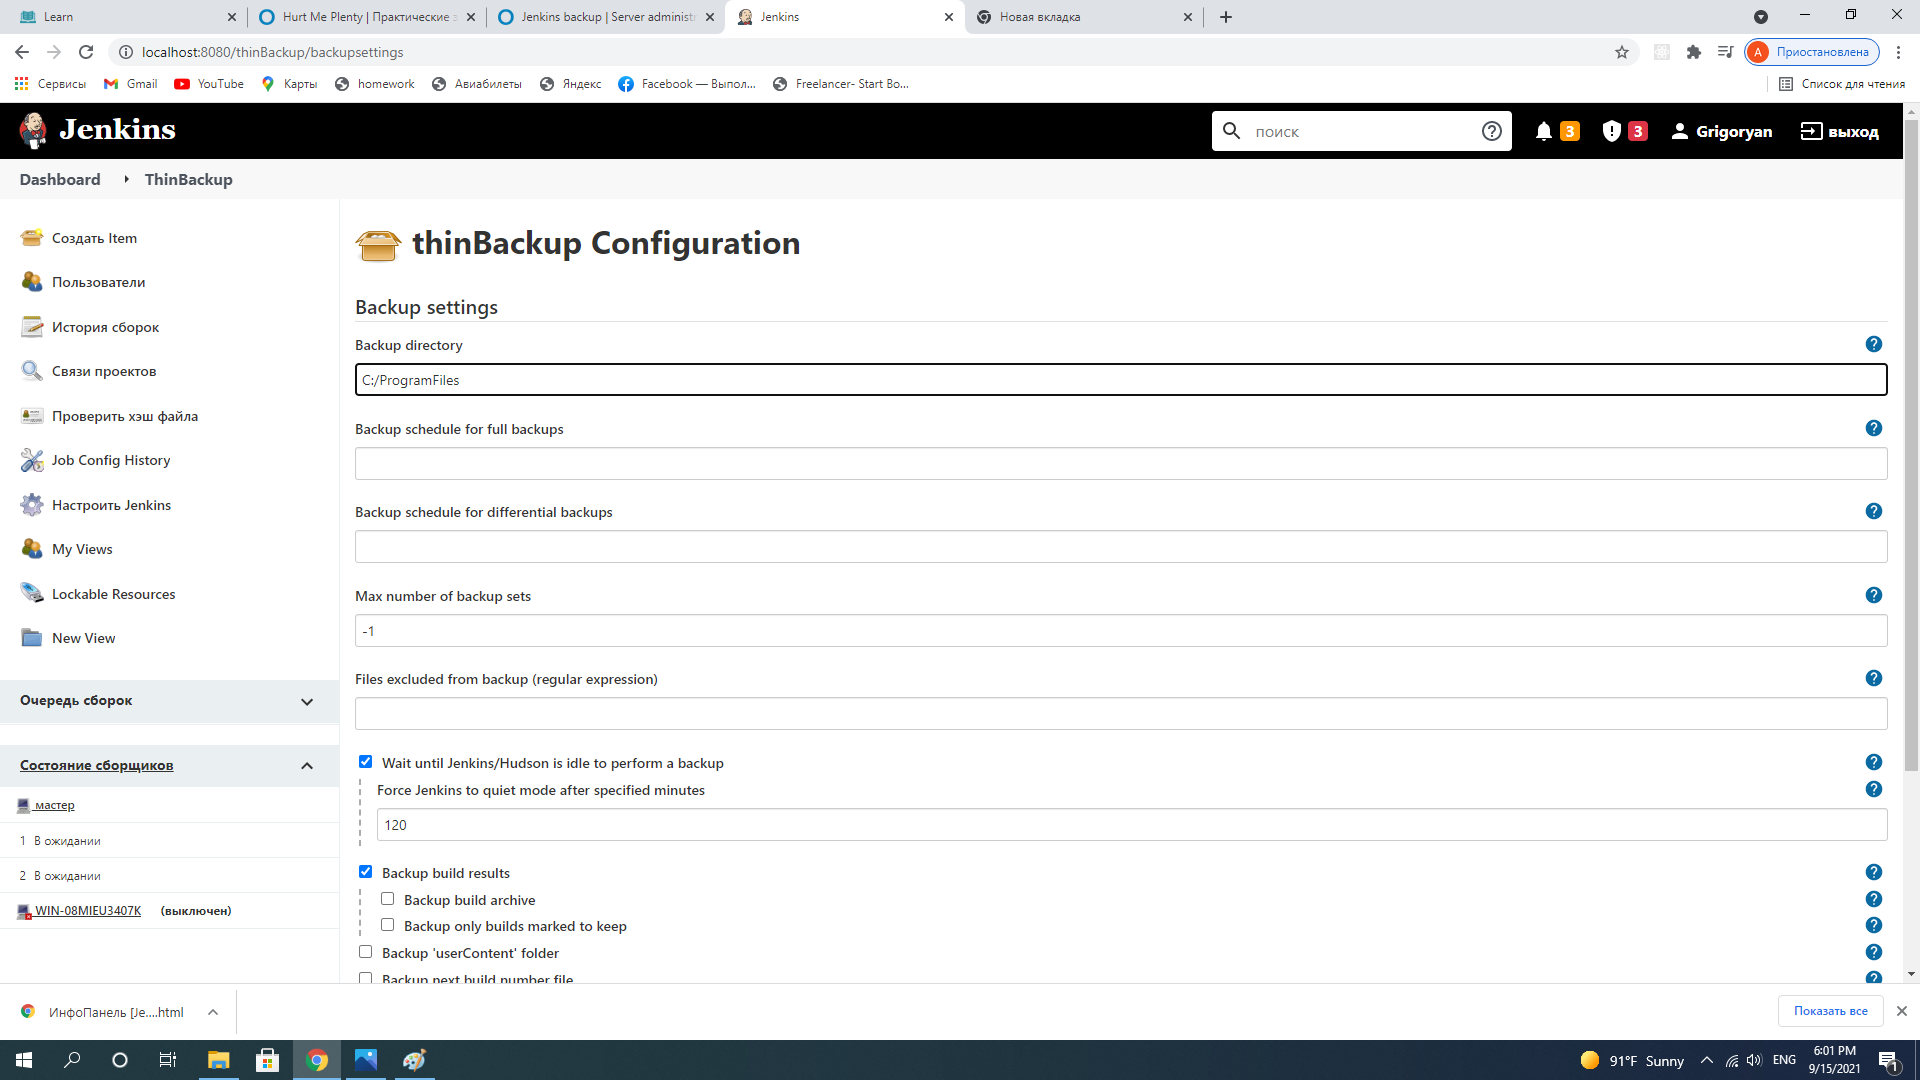 Learn
Hurt Me Plenty | Практические з
Jenkins backup | Server administr
Jenkins
Новая вкладка
localhost:8080/thinBackup/backupsettings
A Приостановлена
Сервисы Gmail YouTube Карты homework Авиабилеты Яндекс Facebook — Выпол... Freelancer- Start Bo...
Список для чтения
Jenkins
поиск
3
3
Grigoryan
выход
Dashboard ThinBackup
Создать Item
Пользователи
История сборок
Связи проектов
Проверить хэш файла
Job Config History
Настроить Jenkins
My Views
Lockable Resources
New View
Очередь сборок
Состояние сборщиков
мастер
1 В ожидании
2 В ожидании
WIN-08MIEU3407K (выключен)
thinBackup Configuration
Backup settings
Backup directory
C:/ProgramFiles
Backup schedule for full backups
Backup schedule for differential backups
Max number of backup sets
-1
Files excluded from backup (regular expression)
Wait until Jenkins/Hudson is idle to perform a backup
Force Jenkins to quiet mode after specified minutes
120
Backup build results
Backup build archive
Backup only builds marked to keep
Backup 'userContent' folder
Backup next build number file
ИнфоПанель [Je....html
Показать все
91°F Sunny
ENG
6:01 PM
9/15/2021
1